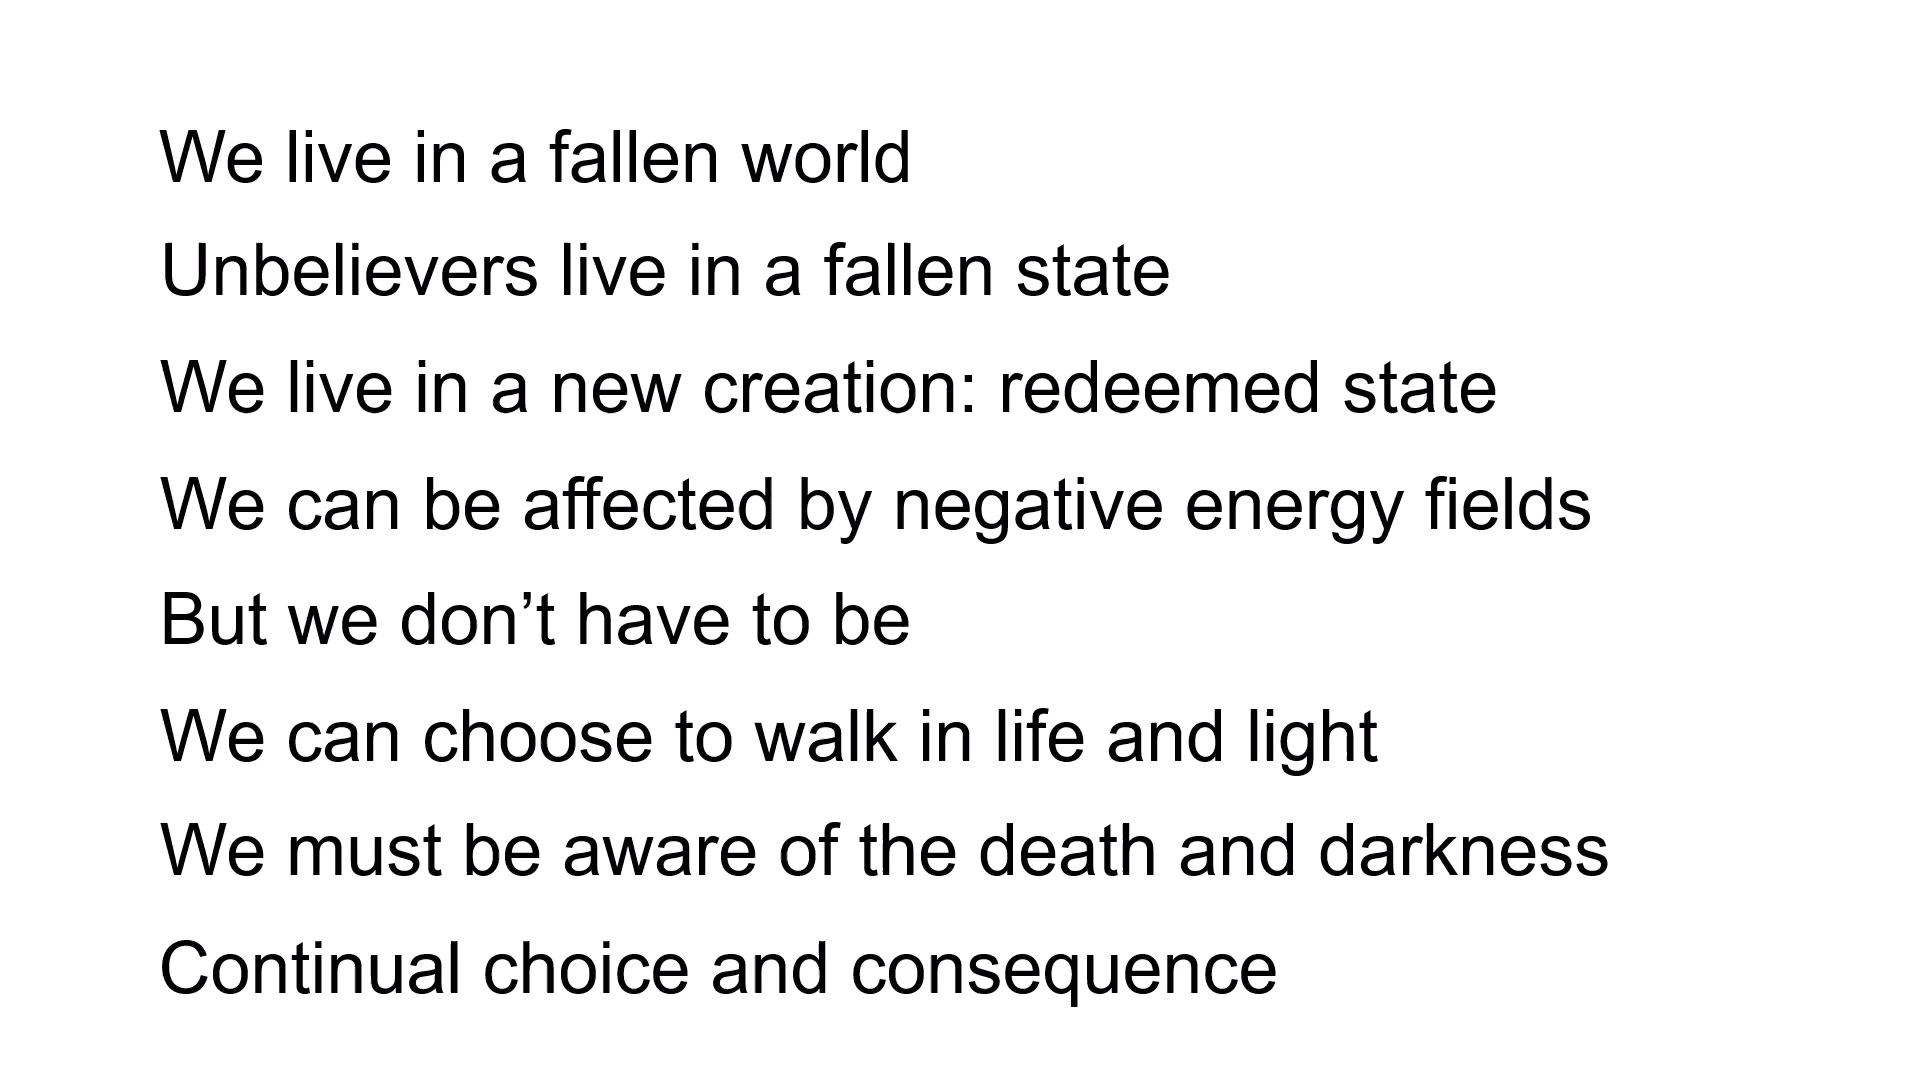 We live in a fallen world
Unbelievers live in a fallen state
We live in a new creation: redeemed state
We can be affected by negative energy fields
But we don’t have to be
We can choose to walk in life and light
We must be aware of the death and darkness
Continual choice and consequence